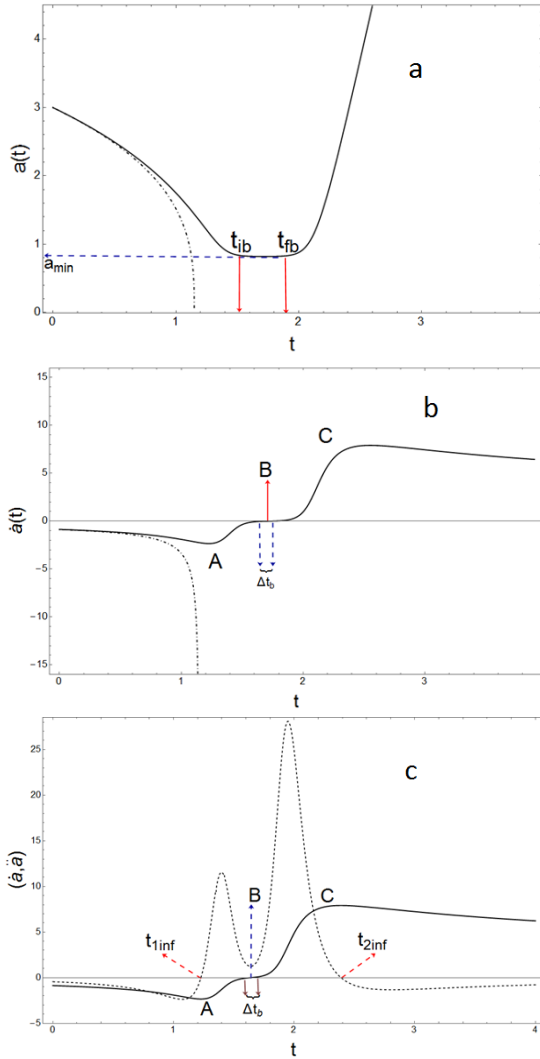 a
4
3
2
1
0
a(t)
t_ib t_fb
a_min
0 1 2 3
t
b
15
10
5
0
-5
-10
-15
ȧ(t)
C
B
A
Δt_b
0 1 2 3
t
c
25
20
15
10
5
0
-5
(ȧ,ä)
B
C
t_1inf
t_2inf
A
Δt_b
0 1 2 3 4
t